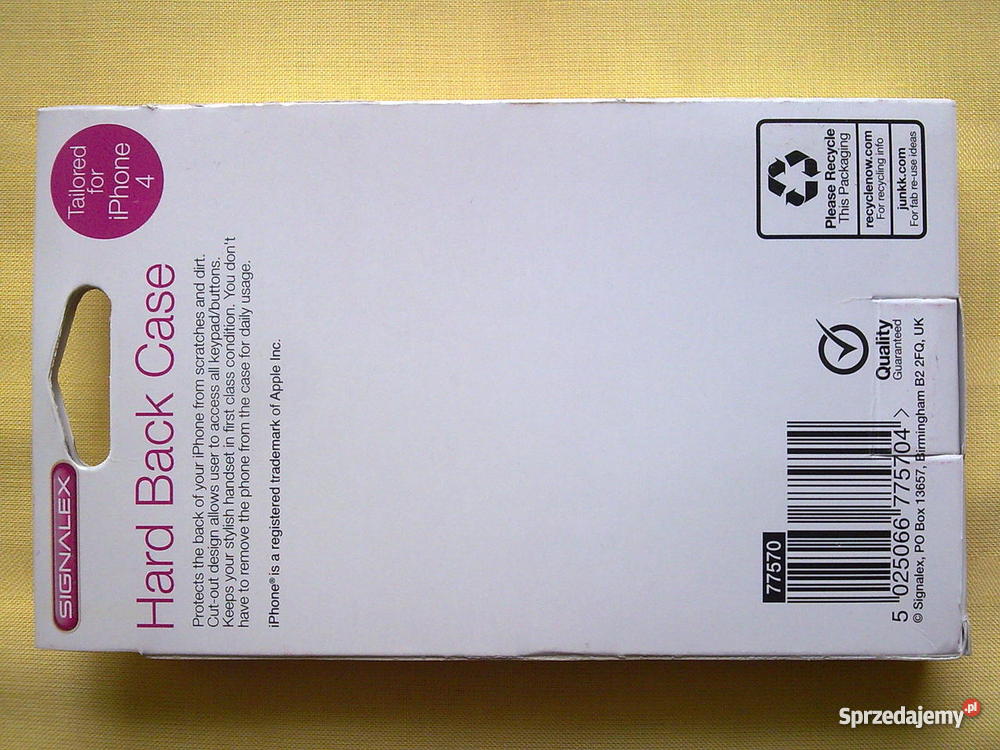 SIGNALEX
Tailored
for
iPhone
4
Hard Back Case
Protects the back of your iPhone from scratches and dirt.
Cut-out design allows user to access all keypad/buttons.
Keeps your stylish handset in first class condition. You don't
have to remove the phone from the case for daily usage.
iPhone® is a registered trademark of Apple Inc.
Please Recycle
This Packaging
recyclenow.com
For recycling info
junkk.com
For fab re-use ideas
Quality
Guaranteed
77570
5 025066 775704 >
© Signalex, PO Box 13657, Birmingham B2 2FQ, UK
Sprzedajemy.pl